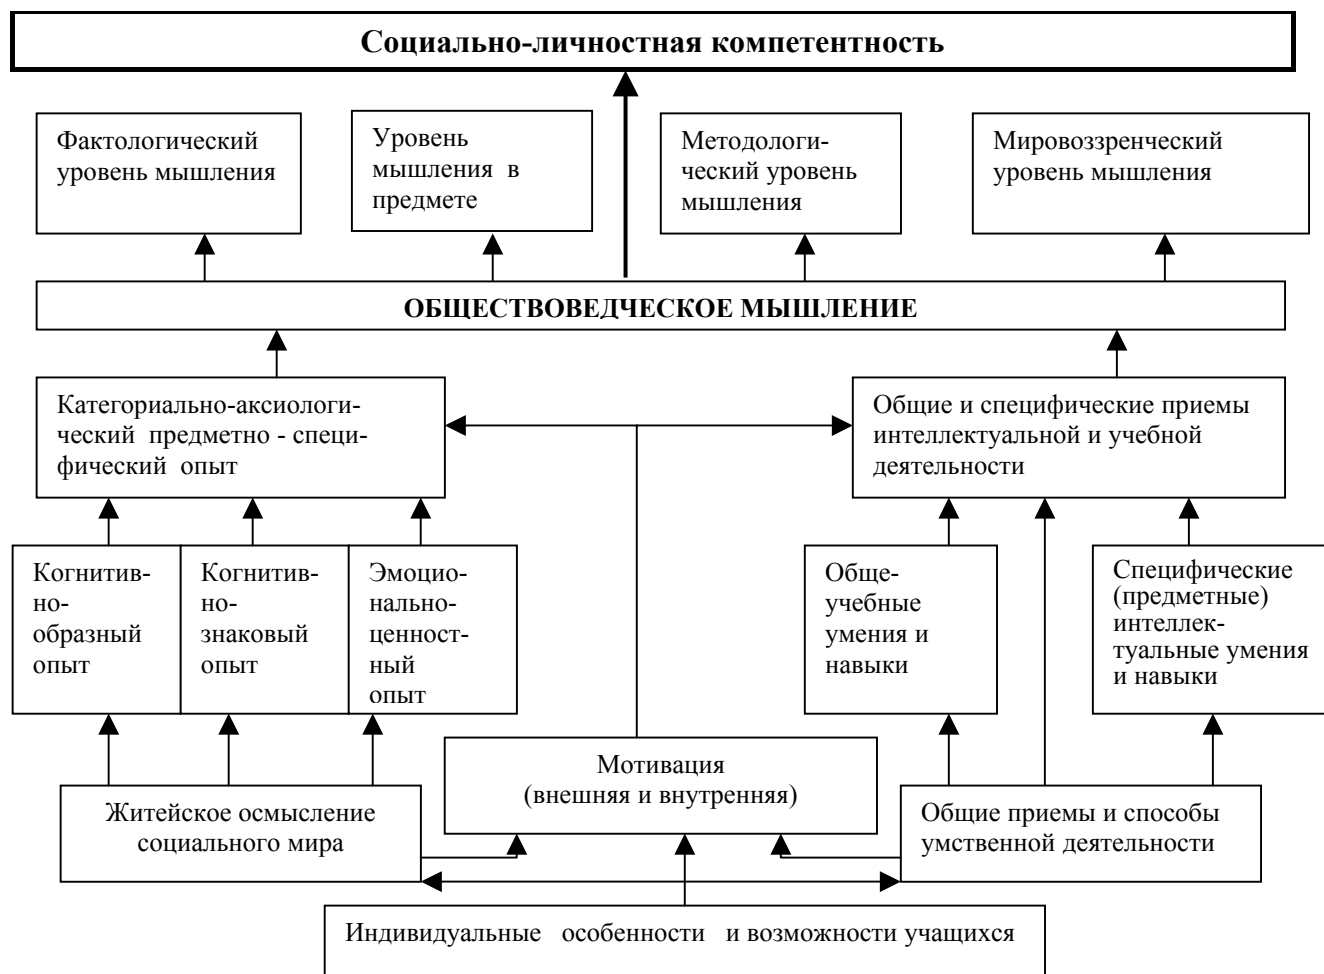 Социально-личностная компетентность
Фактологический
уровень мышления
Уровень
мышления в
предмете
Методологи-
ческий уровень
мышления
Мировоззренческий
уровень мышления
ОБЩЕСТВОВЕДЧЕСКОЕ МЫШЛЕНИЕ
Категориально-аксиологи-
ческий предметно - специ-
фический опыт
Общие и специфические приемы
интеллектуальной и учебной
деятельности
Когнитив-
но-
образный
опыт
Когнитив-
но-
знаковый
опыт
Эмоцио-
нально-
ценност-
ный
опыт
Обще-
учебные
умения и
навыки
Специфические
(предметные)
интеллек-
туальные умения
и навыки
Мотивация
(внешняя и внутренняя)
Житейское осмысление
социального мира
Общие приемы и способы
умственной деятельности
Индивидуальные особенности и возможности учащихся